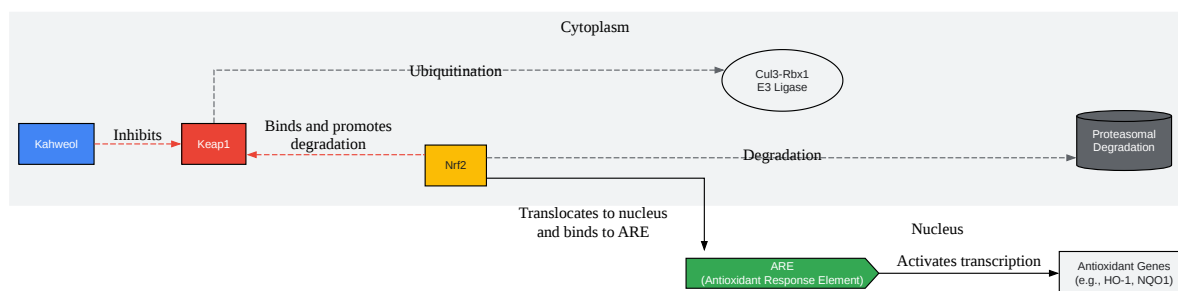 Cytoplasm
Ubiquitination
Cul3-Rbx1
E3 Ligase
Kahweol
Inhibits
Keap1
Binds and promotes
degradation
Nrf2
Degradation
Proteasomal
Degradation
Translocates to nucleus
and binds to ARE
Nucleus
ARE
(Antioxidant Response Element)
Activates transcription
Antioxidant Genes
(e.g., HO-1, NQO1)